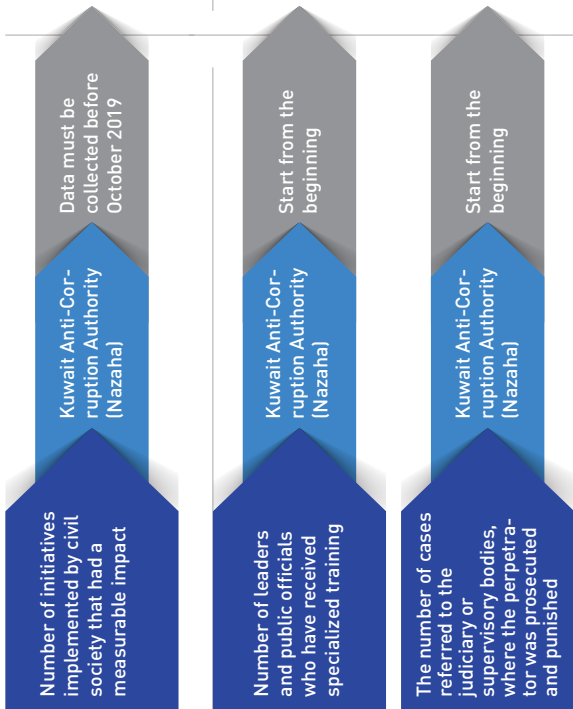 Number of initiatives
implemented by civil
society that had a
measurable impact
Kuwait Anti-Cor-
ruption Authority
(Nazaha)
Data must be
collected before
October 2019
Number of leaders
and public officials
who have received
specialized training
Kuwait Anti-Cor-
ruption Authority
(Nazaha)
Start from the
beginning
The number of cases
referred to the
judiciary or
supervisory bodies,
where the perpetra-
tor was prosecuted
and punished
Kuwait Anti-Cor-
ruption Authority
(Nazaha)
Start from the
beginning